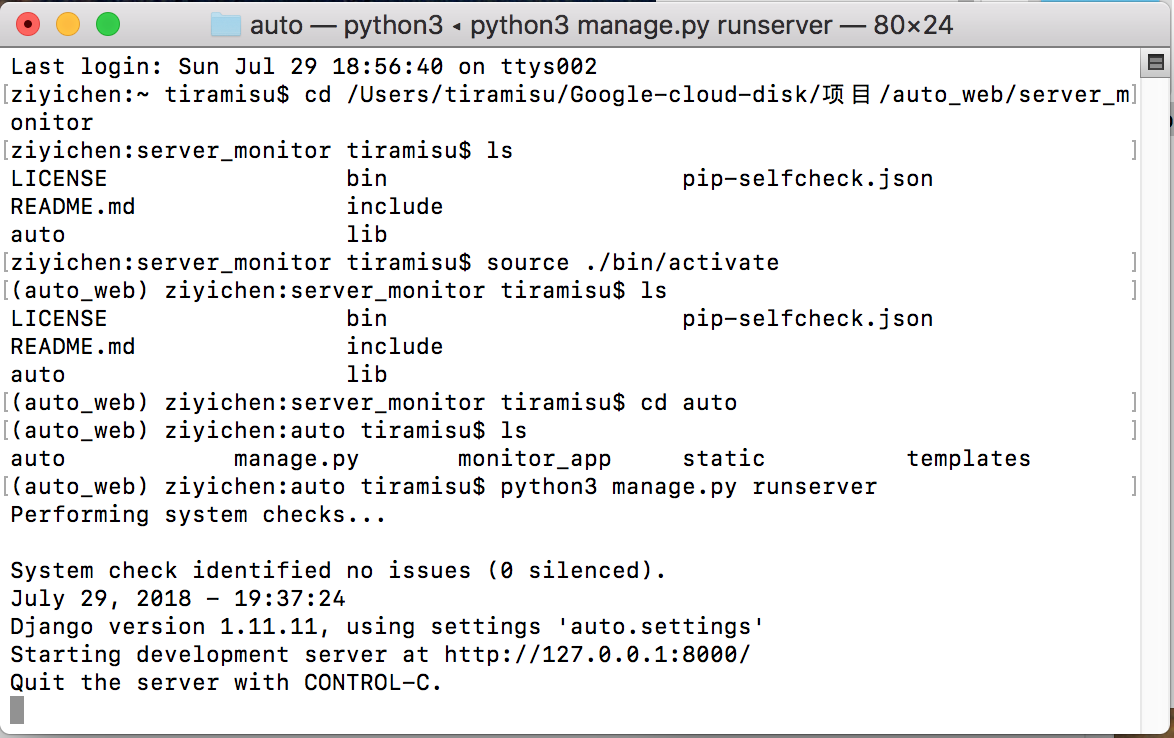 auto — python3 ◂ python3 manage.py runserver — 80×24
Last login: Sun Jul 29 18:56:40 on ttys002
[ziyichen:~ tiramisu$ cd /Users/tiramisu/Google-cloud-disk/项目/auto_web/server_m]
onitor
[ziyichen:server_monitor tiramisu$ ls ]
LICENSE bin pip-selfcheck.json
README.md include
auto lib
[ziyichen:server_monitor tiramisu$ source ./bin/activate ]
[(auto_web) ziyichen:server_monitor tiramisu$ ls ]
LICENSE bin pip-selfcheck.json
README.md include
auto lib
[(auto_web) ziyichen:server_monitor tiramisu$ cd auto ]
[(auto_web) ziyichen:auto tiramisu$ ls ]
auto manage.py monitor_app static templates
[(auto_web) ziyichen:auto tiramisu$ python3 manage.py runserver ]
Performing system checks...
System check identified no issues (0 silenced).
July 29, 2018 - 19:37:24
Django version 1.11.11, using settings 'auto.settings'
Starting development server at http://127.0.0.1:8000/
Quit the server with CONTROL-C.